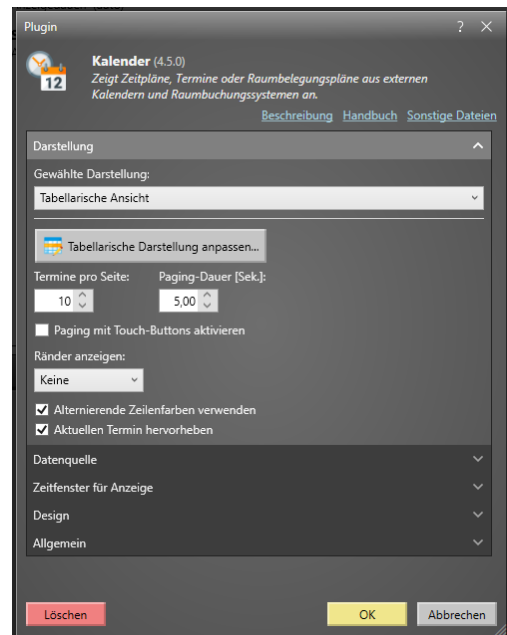 Plugin
? ×
12
Kalender (4.5.0)
Zeigt Zeitpläne, Termine oder Raumbelegungspläne aus externen
Kalendern und Raumbuchungssystemen an.
Beschreibung Handbuch Sonstige Dateien
Darstellung
Gewählte Darstellung:
Tabellarische Ansicht
Tabellarische Darstellung anpassen...
Termine pro Seite: Paging-Dauer [Sek.]:
10 5,00
Paging mit Touch-Buttons aktivieren
Ränder anzeigen:
Keine
Alternierende Zeilenfarben verwenden
Aktuellen Termin hervorheben
Datenquelle
Zeitfenster für Anzeige
Design
Allgemein
Löschen OK Abbrechen